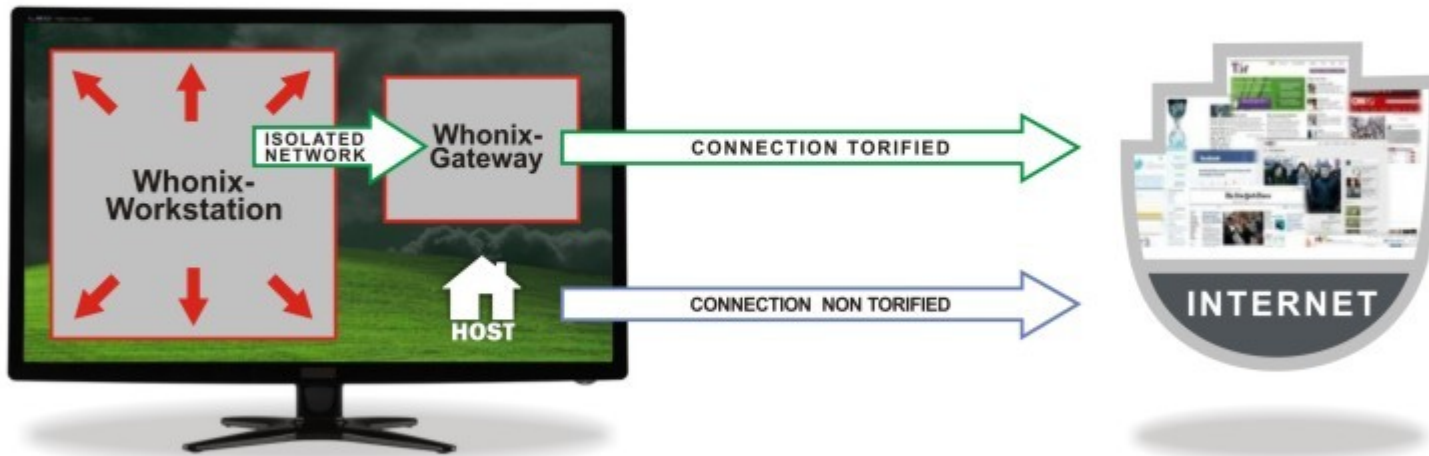 Whonix-
Workstation
ISOLATED
NETWORK
Whonix-
Gateway
CONNECTION TORIFIED
HOST
CONNECTION NON TORIFIED
INTERNET